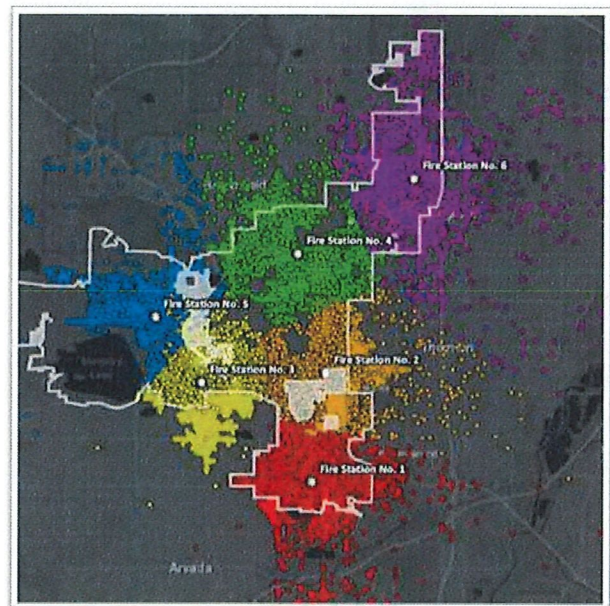 Fire Station No. 6
Fire Station No. 4
Fire Station No. 5
Fire Station No. 2
Fire Station No. 3
Thornton
Fire Station No. 1
Arvada